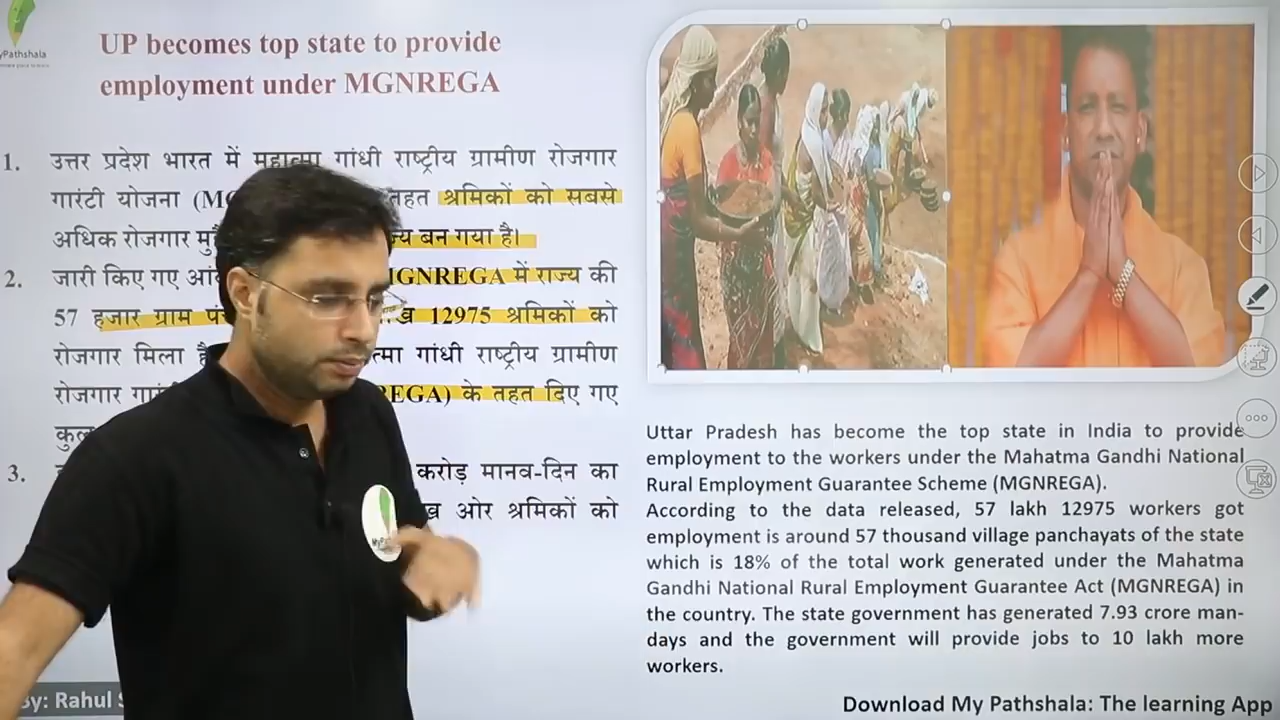 UP becomes top state to provide
employment under MGNREGA
1. उत्तर प्रदेश भारत में महात्मा गांधी राष्ट्रीय ग्रामीण रोजगार
गारंटी योजना तहत श्रमिकों को सबसे
अधिक रोजगार बन गया है।
2. जारी किए गए MGNREGA में राज्य की
57 हजार ग्राम 12975 श्रमिकों को
रोजगार मिला गांधी राष्ट्रीय ग्रामीण
रोजगार के तहत दिए गए
3. करोड़ मानव-दिन का
ओर श्रमिकों को
Uttar Pradesh has become the top state in India to provide
employment to the workers under the Mahatma Gandhi National
Rural Employment Guarantee Scheme (MGNREGA).
According to the data released, 57 lakh 12975 workers got
employment is around 57 thousand village panchayats of the state
which is 18% of the total work generated under the Mahatma
Gandhi National Rural Employment Guarantee Act (MGNREGA) in
the country. The state government has generated 7.93 crore man-
days and the government will provide jobs to 10 lakh more
workers.
By: Rahul
Download My Pathshala: The learning App